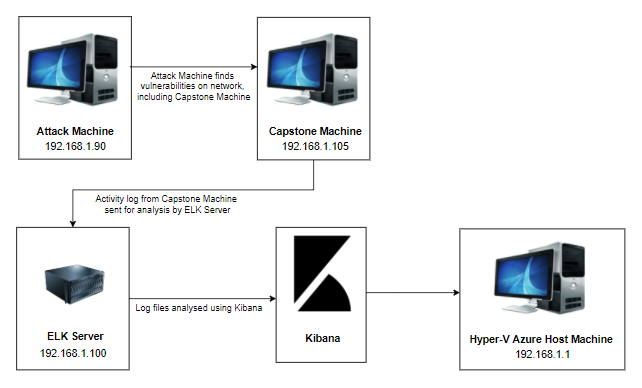 Attack Machine finds
vulnerabilities on network,
including Capstone Machine
Attack Machine
192.168.1.90
Capstone Machine
192.168.1.105
Activity log from Capstone Machine
sent for analysis by ELK Server
ELK Server
192.168.1.100
Log files analysed using Kibana
Kibana
Hyper-V Azure Host Machine
192.168.1.1